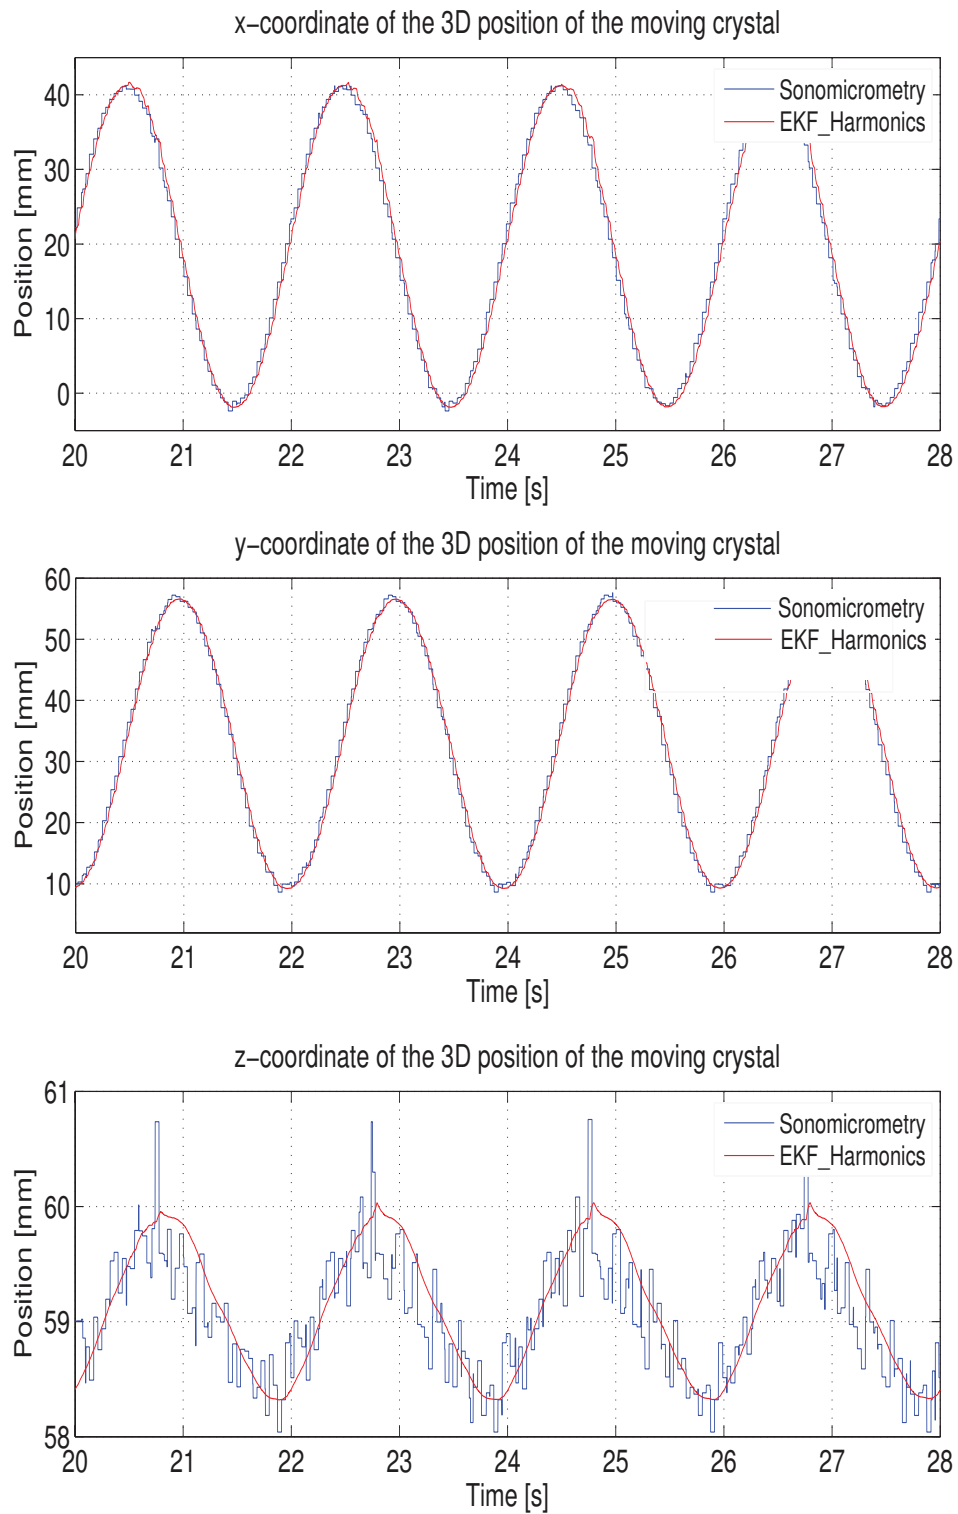 x−coordinate of the 3D position of the moving crystal
Position [mm]
40
30
20
10
0
Sonomicrometry
EKF_Harmonics
20 21 22 23 24 25 26 27 28
Time [s]
y−coordinate of the 3D position of the moving crystal
Position [mm]
60
50
40
30
20
10
Sonomicrometry
EKF_Harmonics
20 21 22 23 24 25 26 27 28
Time [s]
z−coordinate of the 3D position of the moving crystal
Position [mm]
61
60
59
58
Sonomicrometry
EKF_Harmonics
20 21 22 23 24 25 26 27 28
Time [s]